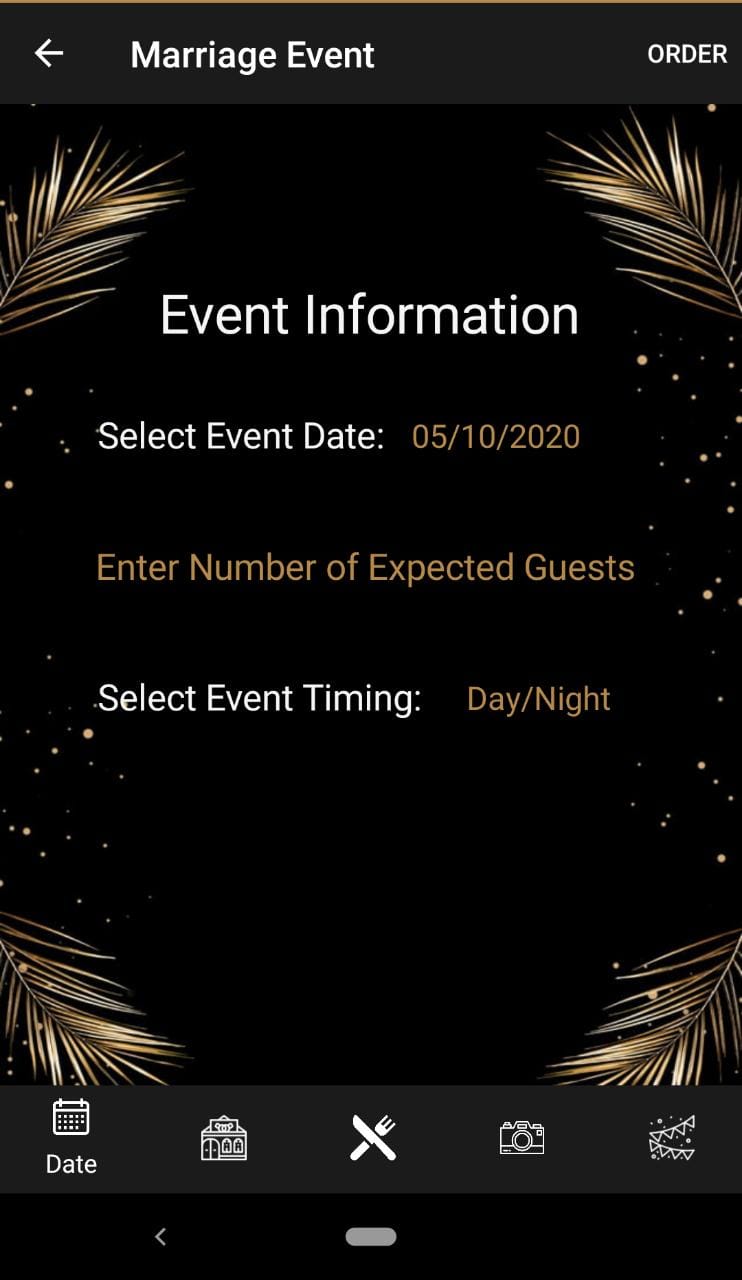 Marriage Event
ORDER
Event Information
Select Event Date: 05/10/2020
Enter Number of Expected Guests
Select Event Timing: Day/Night
Date